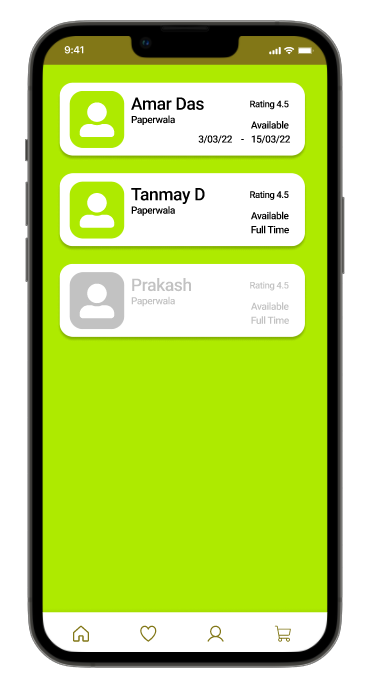 9:41
Amar Das
Rating 4.5
Paperwala
Available
3/03/22 - 15/03/22
Tanmay D
Rating 4.5
Paperwala
Available
Full Time
Prakash
Rating 4.5
Paperwala
Available
Full Time